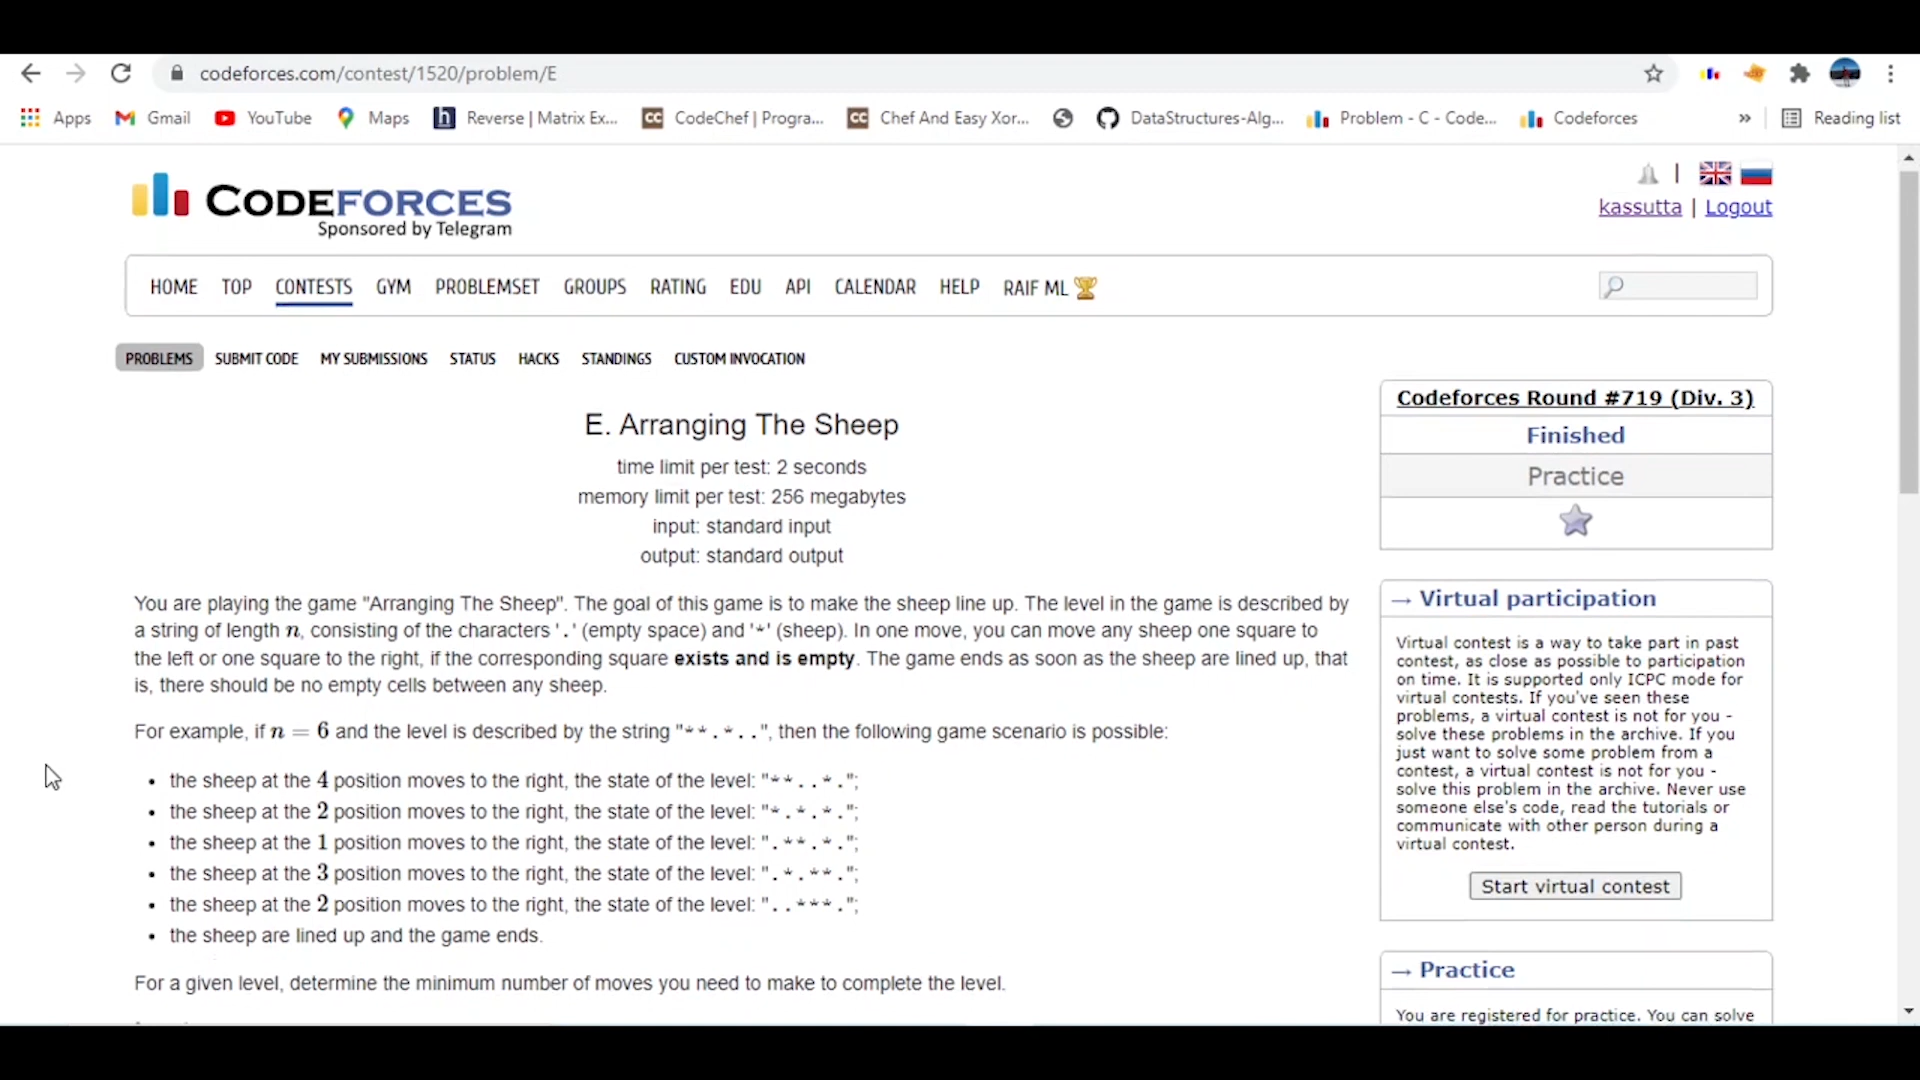 codeforces.com/contest/1520/problem/E
Apps Gmail YouTube Maps Reverse | Matrix Ex... CodeChef | Progra... Chef And Easy Xor... DataStructures-Alg... Problem - C - Code... Codeforces » Reading list
CODEFORCES
Sponsored by Telegram
kassutta | Logout
HOME TOP CONTESTS GYM PROBLEMSET GROUPS RATING EDU API CALENDAR HELP RAIF ML
PROBLEMS SUBMIT CODE MY SUBMISSIONS STATUS HACKS STANDINGS CUSTOM INVOCATION
E. Arranging The Sheep
time limit per test: 2 seconds
memory limit per test: 256 megabytes
input: standard input
output: standard output
You are playing the game "Arranging The Sheep". The goal of this game is to make the sheep line up. The level in the game is described by
a string of length n, consisting of the characters '.' (empty space) and '*' (sheep). In one move, you can move any sheep one square to
the left or one square to the right, if the corresponding square exists and is empty. The game ends as soon as the sheep are lined up, that
is, there should be no empty cells between any sheep.
For example, if n = 6 and the level is described by the string "**.*..", then the following game scenario is possible:
• the sheep at the 4 position moves to the right, the state of the level: "**..*.";
• the sheep at the 2 position moves to the right, the state of the level: "*.*.*.";
• the sheep at the 1 position moves to the right, the state of the level: ".**.*.";
• the sheep at the 3 position moves to the right, the state of the level: ".*.**.";
• the sheep at the 2 position moves to the right, the state of the level: "..***.";
• the sheep are lined up and the game ends.
For a given level, determine the minimum number of moves you need to make to complete the level.
Codeforces Round #719 (Div. 3)
Finished
Practice
→ Virtual participation
Virtual contest is a way to take part in past
contest, as close as possible to participation
on time. It is supported only ICPC mode for
virtual contests. If you've seen these
problems, a virtual contest is not for you -
solve these problems in the archive. If you
just want to solve some problem from a
contest, a virtual contest is not for you -
solve this problem in the archive. Never use
someone else's code, read the tutorials or
communicate with other person during a
virtual contest.
Start virtual contest
→ Practice
You are registered for practice. You can solve